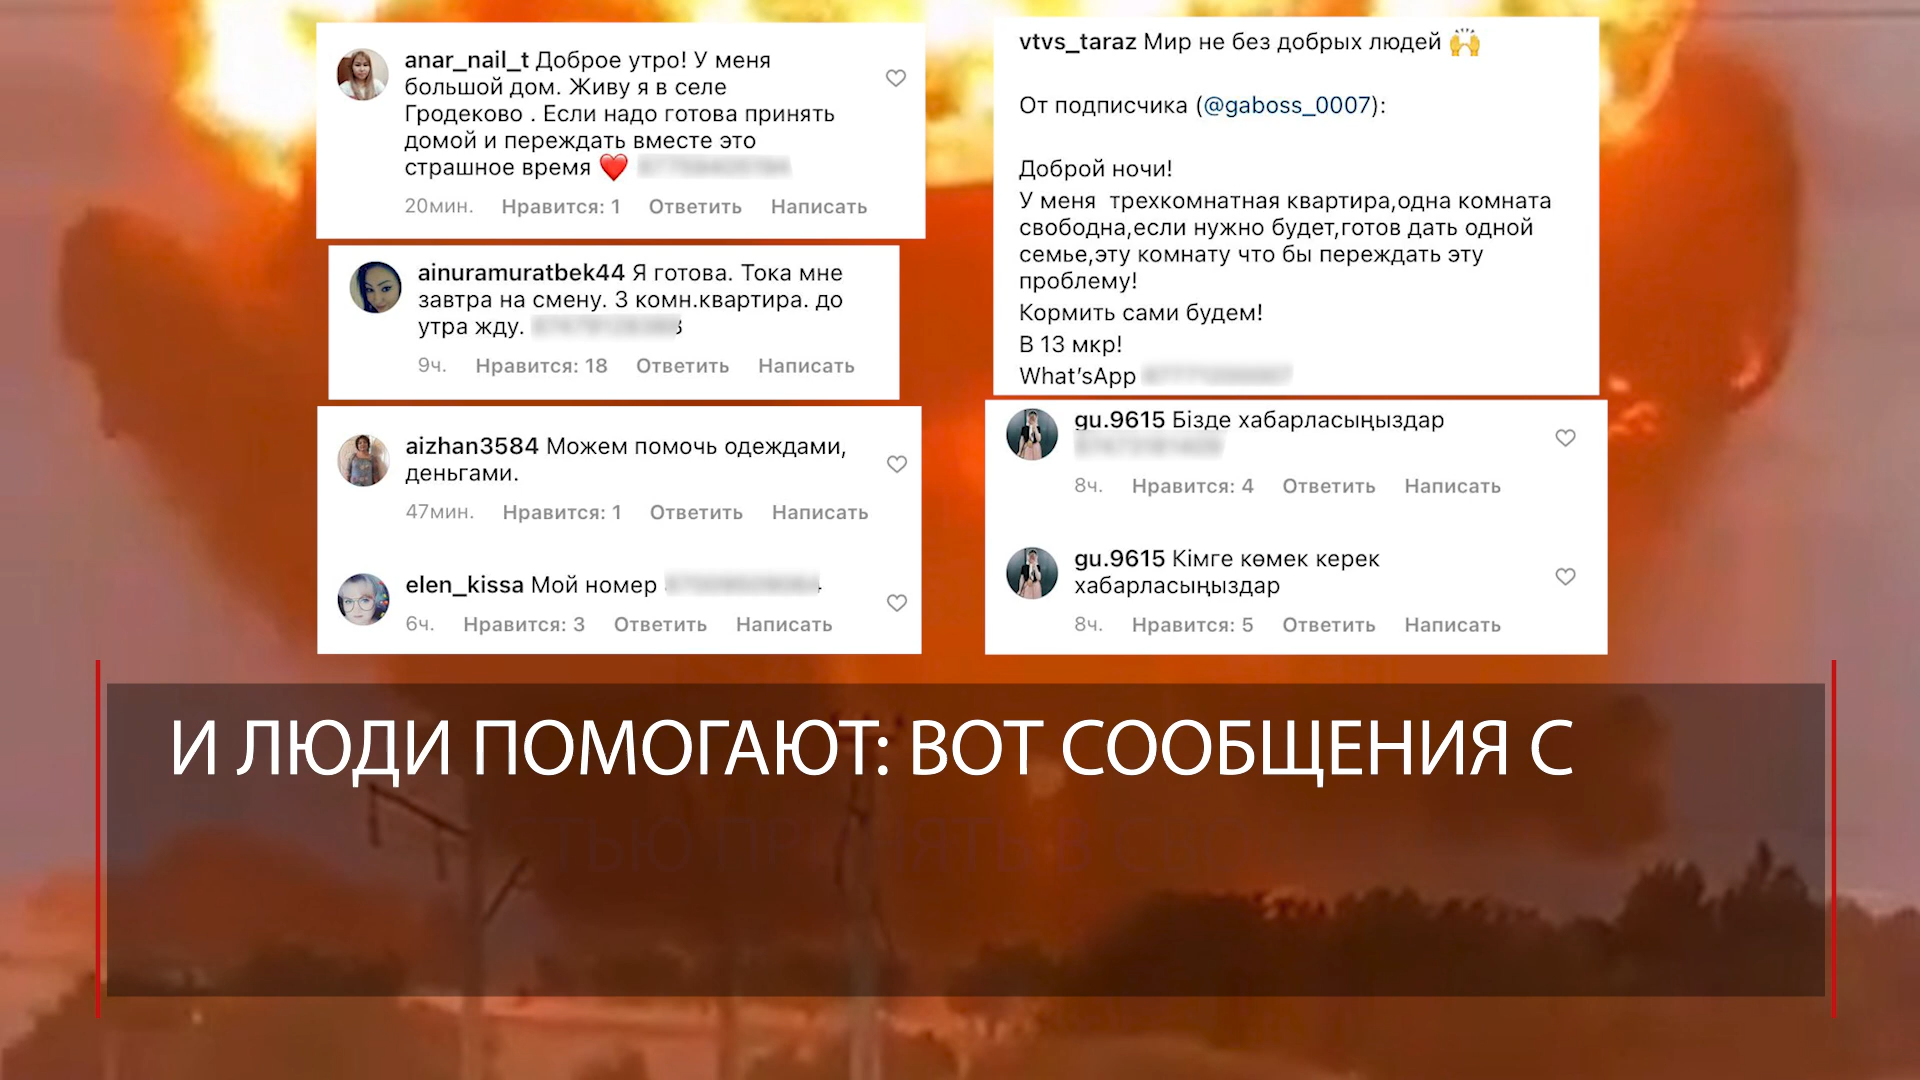 anar_nail_t Доброе утро! У меня
большой дом. Живу я в селе
Гродеково . Если надо готова принять
домой и переждать вместе это
страшное время ❤️
20мин. Нравится: 1 Ответить Написать
ainuramuratbek44 Я готова. Тока мне
завтра на смену. 3 комн.квартира. до
утра жду.
9ч. Нравится: 18 Ответить Написать
aizhan3584 Можем помочь одеждами,
деньгами.
47мин. Нравится: 1 Ответить Написать
elen_kissa Мой номер
6ч. Нравится: 3 Ответить Написать
vtvs_taraz Мир не без добрых людей 🙌
От подписчика (@gaboss_0007):
Доброй ночи!
У меня трехкомнатная квартира,одна комната
свободна,если нужно будет,готов дать одной
семье,эту комнату что бы переждать эту
проблему!
Кормить сами будем!
В 13 мкр!
What’sApp
gu.9615 Бізде хабарласыңыздар
8ч. Нравится: 4 Ответить Написать
gu.9615 Кімге көмек керек
хабарласыңыздар
8ч. Нравится: 5 Ответить Написать
И ЛЮДИ ПОМОГАЮТ: ВОТ СООБЩЕНИЯ С